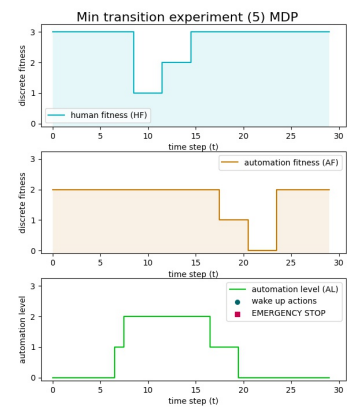 Min transition experiment (5) MDP
3
2
1
0
discrete fitness
human fitness (HF)
0 5 10 15 20 25 30
time step (t)
3
2
1
0
discrete fitness
automation fitness (AF)
0 5 10 15 20 25 30
time step (t)
3
2
1
0
automation level
automation level (AL)
wake up actions
EMERGENCY STOP
0 5 10 15 20 25 30
time step (t)